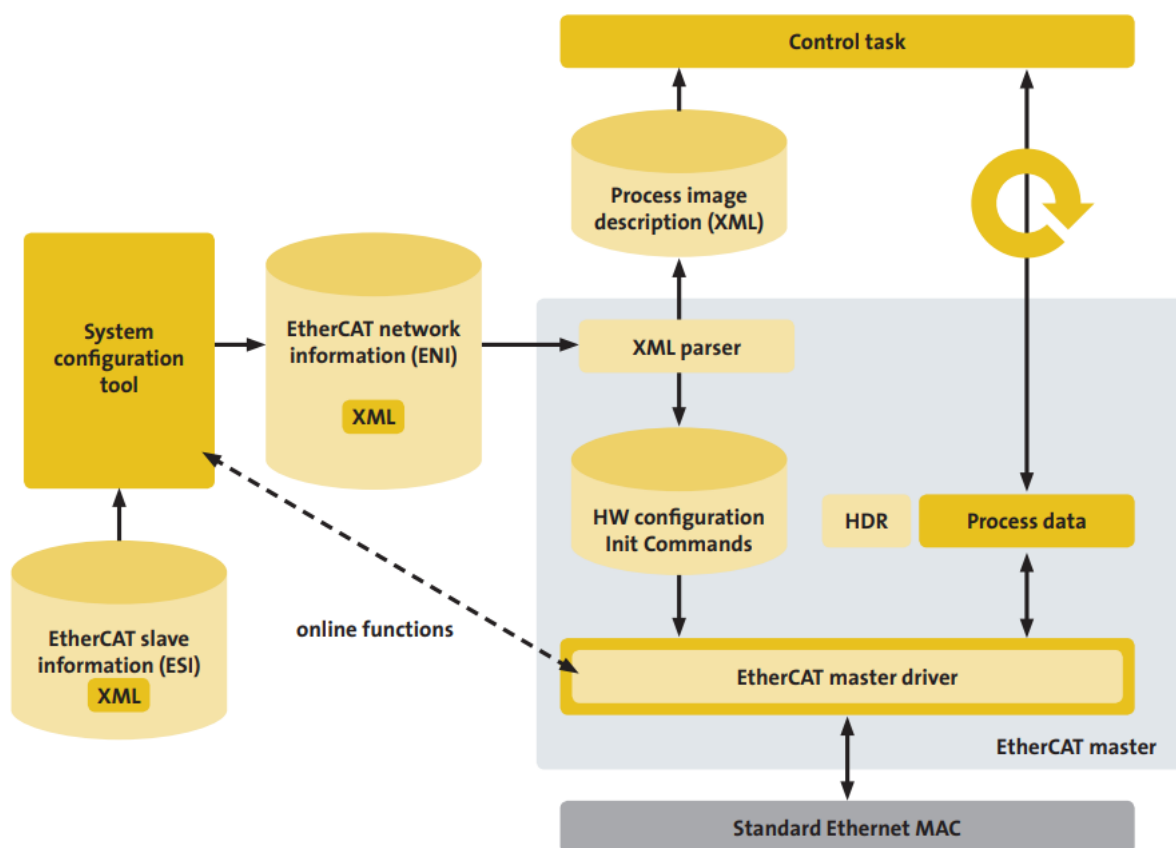 Control task
Process image
description (XML)
System
configuration
tool
EtherCAT network
information (ENI)
XML
XML parser
HW configuration
Init Commands
HDR
Process data
online functions
EtherCAT slave
information (ESI)
XML
EtherCAT master driver
EtherCAT master
Standard Ethernet MAC